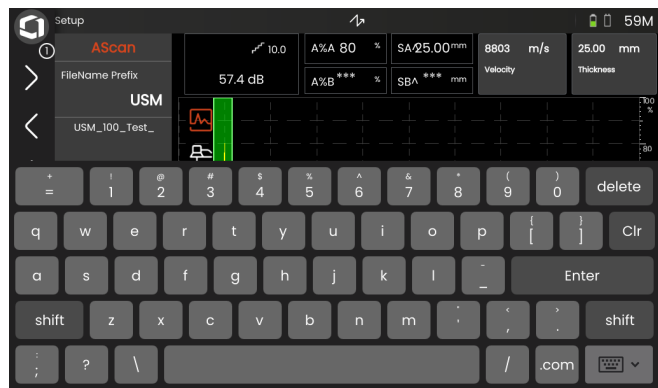 Setup
59M
1
AScan
10.0
A%A 80 %
SA 25.00 mm
8803 m/s
25.00 mm
FileName Prefix
57.4 dB
A%B *** %
SB^ *** mm
Velocity
Thickness
USM
USM_100_Test_
100
%
80
+ ! @ # $ % ^ & * ( )
= 1 2 3 4 5 6 7 8 9 0 delete
q w e r t y u i o p { [ } ] Clr
a s d f g h j k l - _ Enter
shift z x c v b n m " ' < , > . shift
: ; ? \ / .com